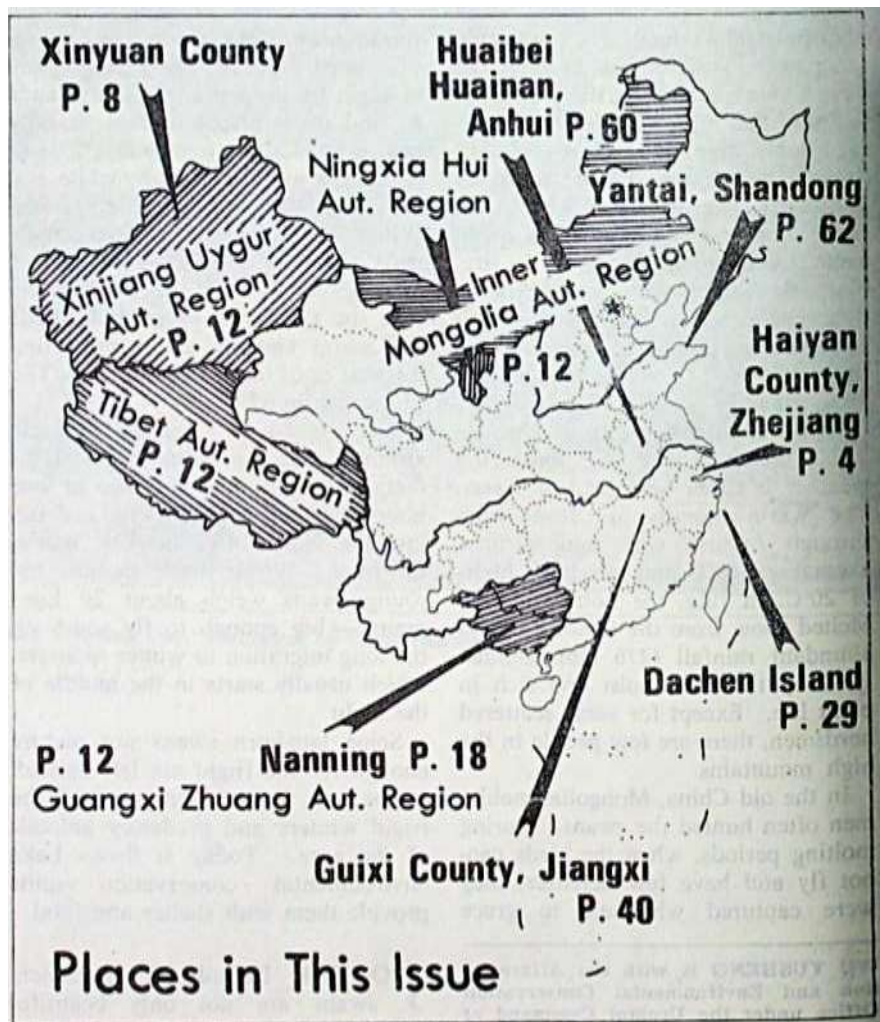 Xinyuan County
P. 8
Huaibei
Huainan,
Anhui P. 60
Ningxia Hui
Aut. Region
Yantai, Shandong
P. 62
Xinjiang Uygur
Aut. Region
P. 12
Inner
Mongolia Aut. Region
P. 12
Haiyan
County,
Zhejiang
P. 4
Tibet Aut. Region
P. 12
Dachen Island
P. 29
P. 12
Nanning P. 18
Guangxi Zhuang Aut. Region
Guixi County, Jiangxi
P. 40
Places in This Issue